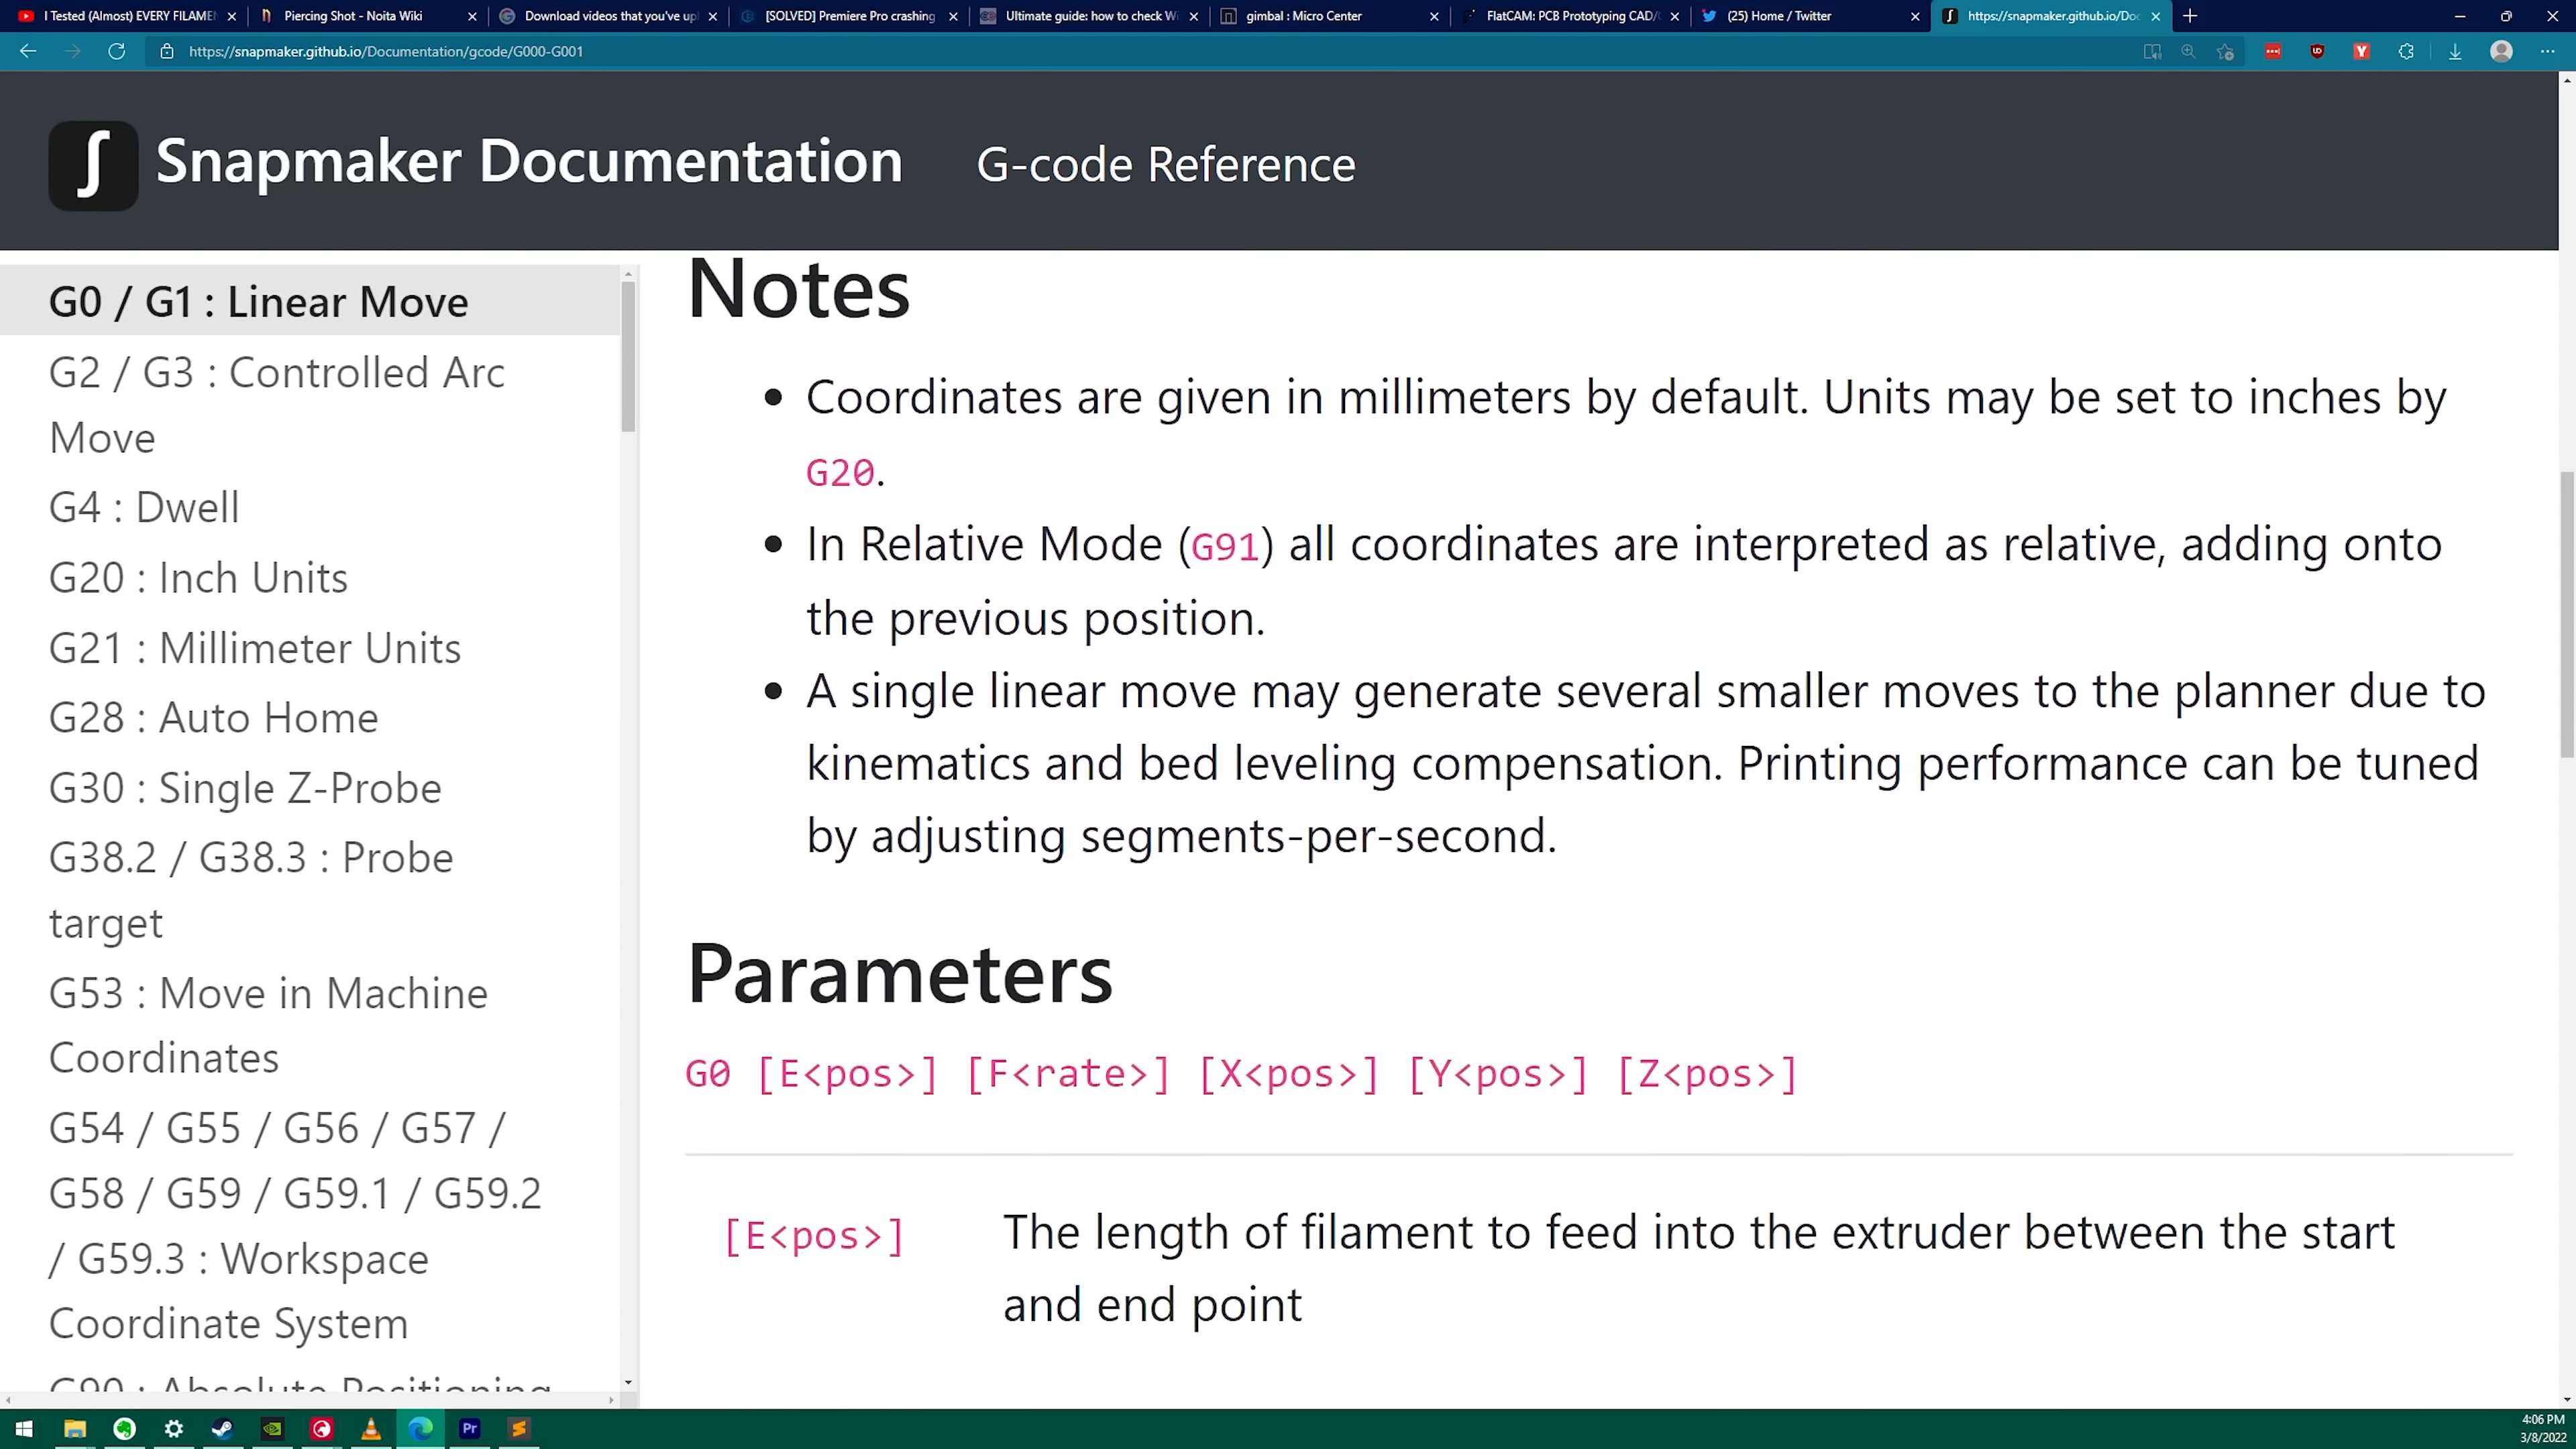 I Tested (Almost) EVERY FILAMEN
Piercing Shot - Noita Wiki
Download videos that you've upl
[SOLVED] Premiere Pro crashing
Ultimate guide: how to check Wi
gimbal : Micro Center
FlatCAM: PCB Prototyping CAD/C
(25) Home / Twitter
https://snapmaker.github.io/Doc
https://snapmaker.github.io/Documentation/gcode/G000-G001
Snapmaker Documentation
G-code Reference
G0 / G1 : Linear Move
G2 / G3 : Controlled Arc
Move
G4 : Dwell
G20 : Inch Units
G21 : Millimeter Units
G28 : Auto Home
G30 : Single Z-Probe
G38.2 / G38.3 : Probe
target
G53 : Move in Machine
Coordinates
G54 / G55 / G56 / G57 /
G58 / G59 / G59.1 / G59.2
/ G59.3 : Workspace
Coordinate System
G90 : Absolute Positioning
Notes
• Coordinates are given in millimeters by default. Units may be set to inches by
G20.
• In Relative Mode (G91) all coordinates are interpreted as relative, adding onto
the previous position.
• A single linear move may generate several smaller moves to the planner due to
kinematics and bed leveling compensation. Printing performance can be tuned
by adjusting segments-per-second.
Parameters
G0 [E<pos>] [F<rate>] [X<pos>] [Y<pos>] [Z<pos>]
[E<pos>] The length of filament to feed into the extruder between the start
and end point
Pr
4:06 PM
3/8/2022